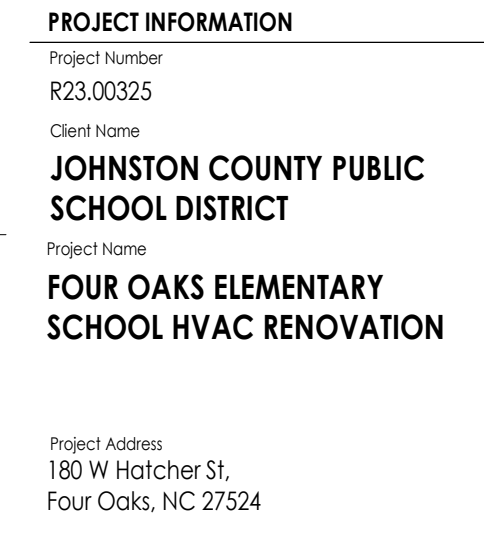 PROJECT INFORMATION
Project Number
R23.00325
Client Name
JOHNSTON COUNTY PUBLIC
SCHOOL DISTRICT
Project Name
FOUR OAKS ELEMENTARY
SCHOOL HVAC RENOVATION
Project Address
180 W Hatcher St,
Four Oaks, NC 27524